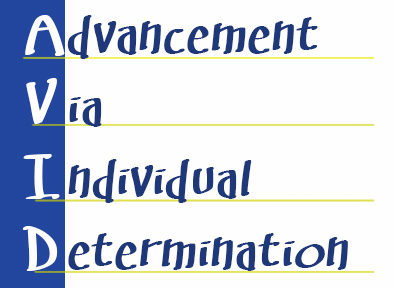 Advancement
Via
Individual
Determination